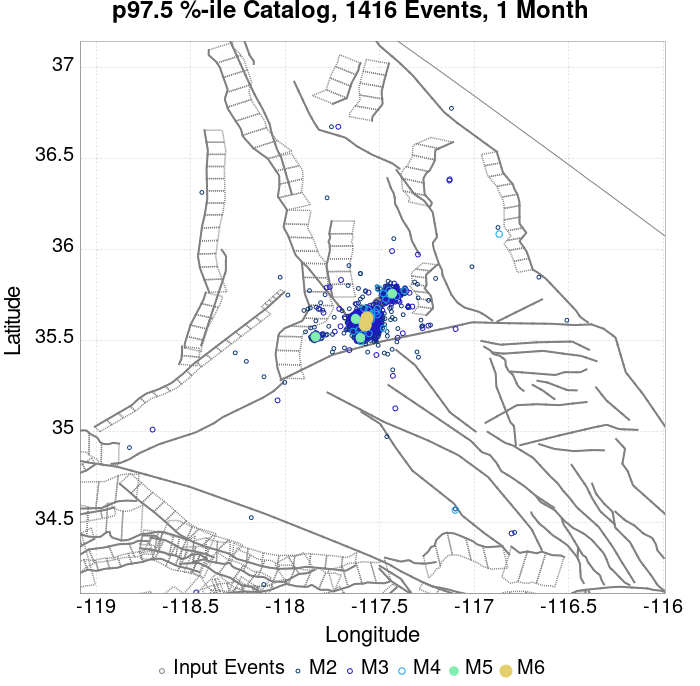 p97.5 %-ile Catalog, 1416 Events, 1 Month
37
36.5
36
35.5
35
34.5
Latitude
-119 -118.5 -118 -117.5 -117 -116.5 -116
Longitude
Input Events M2 M3 M4 M5 M6